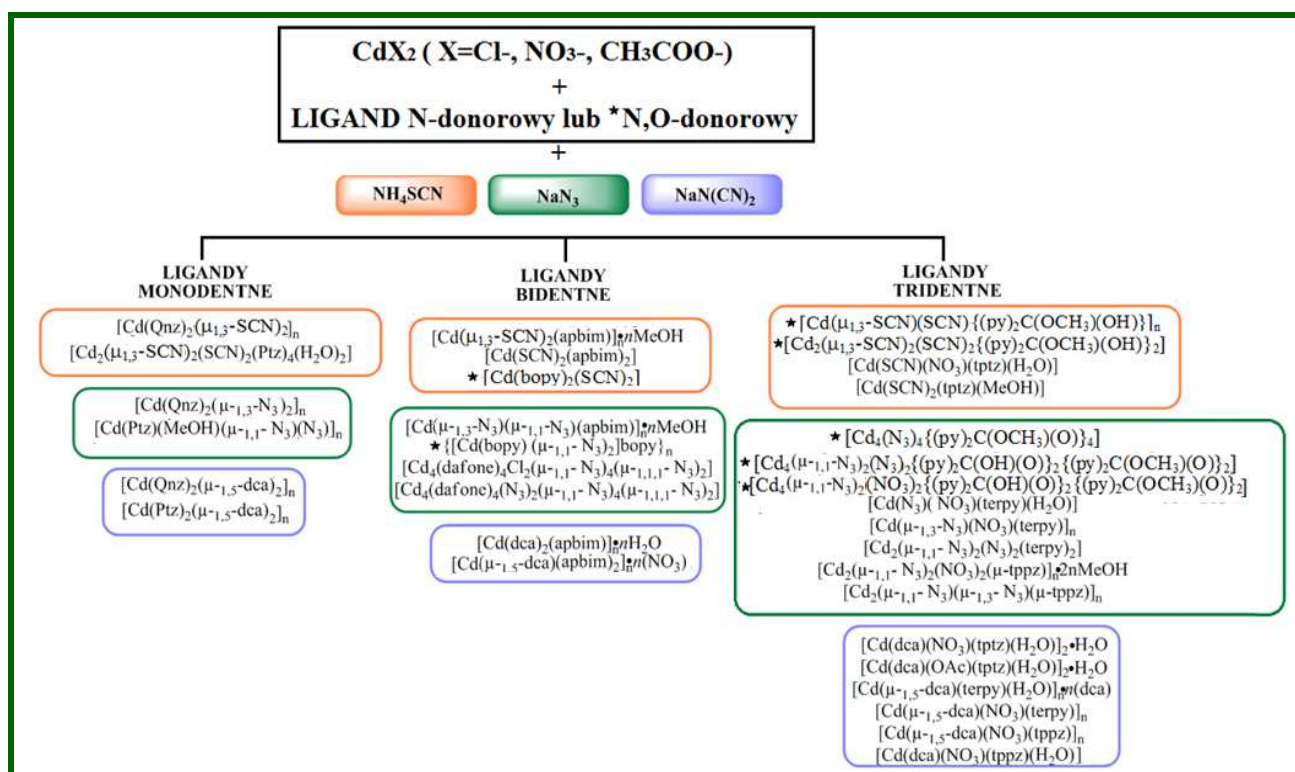 CdX₂ ( X=Cl-, NO₃-, CH₃COO-)
+
LIGAND N-donorowy lub *N,O-donorowy
+
NH₄SCN
NaN₃
NaN(CN)₂
LIGANDY
MONODENTNE
[Cd(Qnz)₂(μ₁,₃-SCN)₂]ₙ
[Cd₂(μ₁,₃-SCN)₂(SCN)₂(Ptz)₄(H₂O)₂]
[Cd(Qnz)₂(μ-₁,₃-N₃)₂]ₙ
[Cd(Ptz)(MeOH)(μ-₁,₁- N₃)(N₃)]ₙ
[Cd(Qnz)₂(μ-₁,₅-dca)₂]ₙ
[Cd(Ptz)₂(μ-₁,₅-dca)₂]ₙ
LIGANDY
BIDENTNE
[Cd(μ₁,₃-SCN)₂(apbim)]ₙ•nMeOH
[Cd(SCN)₂(apbim)₂]
★[Cd(bopy)₂(SCN)₂]
[Cd(μ-₁,₃-N₃)(μ-₁,₁-N₃)(apbim)]ₙ•nMeOH
★{[Cd(bopy) (μ-₁,₁- N₃)₂]bopy}ₙ
[Cd₄(dafone)₄Cl₂(μ-₁,₁- N₃)₄(μ-₁,₁,₁- N₃)₂]
[Cd₄(dafone)₄(N₃)₂(μ-₁,₁- N₃)₄(μ-₁,₁,₁- N₃)₂]
[Cd(dca)₂(apbim)]ₙ•nH₂O
[Cd(μ-₁,₅-dca)(apbim)₂]ₙ•n(NO₃)
LIGANDY
TRIDENTNE
★[Cd(μ₁,₃-SCN)(SCN){(py)₂C(OCH₃)(OH)}]ₙ
★[Cd₂(μ₁,₃-SCN)₂(SCN)₂{(py)₂C(OCH₃)(OH)}₂]
[Cd(SCN)(NO₃)(tptz)(H₂O)]
[Cd(SCN)₂(tptz)(MeOH)]
★[Cd₄(N₃)₄{(py)₂C(OCH₃)(O)}₄]
★[Cd₄(μ-₁,₁-N₃)₂(N₃)₂{(py)₂C(OH)(O)}₂{(py)₂C(OCH₃)(O)}₂]
★[Cd₄(μ-₁,₁-N₃)₂(NO₃)₂{(py)₂C(OH)(O)}₂{(py)₂C(OCH₃)(O)}₂]
[Cd(N₃)( NO₃)(terpy)(H₂O)]
[Cd(μ-₁,₃-N₃)(NO₃)(terpy)]ₙ
[Cd₂(μ-₁,₁- N₃)₂(N₃)₂(terpy)₂]
[Cd₂(μ-₁,₁- N₃)₂(NO₃)₂(μ-tppz)]ₙ•2nMeOH
[Cd₂(μ-₁,₁- N₃)(μ-₁,₃- N₃)(μ-tppz)]ₙ
[Cd(dca)(NO₃)(tptz)(H₂O)]₂•H₂O
[Cd(dca)(OAc)(tptz)(H₂O)]₂•H₂O
[Cd(μ-₁,₅-dca)(terpy)(H₂O)]ₙ•n(dca)
[Cd(μ-₁,₅-dca)(NO₃)(terpy)]ₙ
[Cd(μ-₁,₅-dca)(NO₃)(tppz)]ₙ
[Cd(dca)(NO₃)(tppz)(H₂O)]